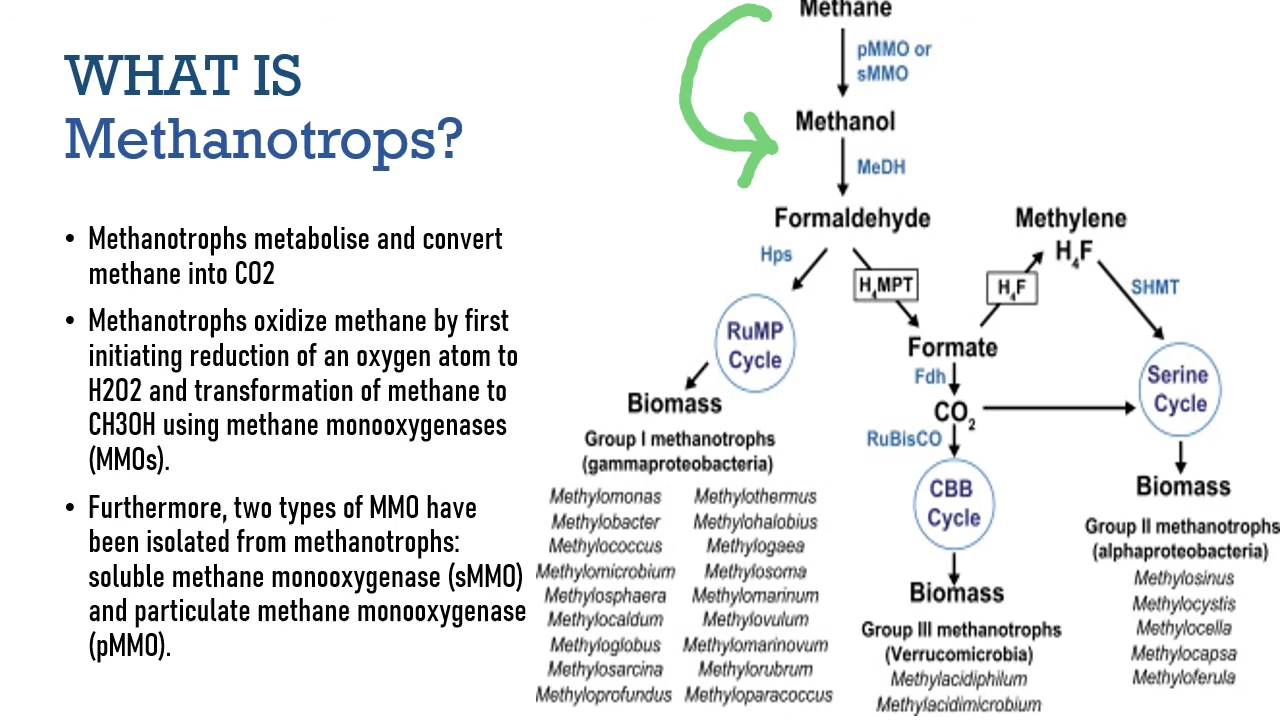 WHAT IS
Methanotrops?
• Methanotrophs metabolise and convert
methane into CO2
• Methanotrophs oxidize methane by first
initiating reduction of an oxygen atom to
H2O2 and transformation of methane to
CH3OH using methane monooxygenases
(MMOs).
• Furthermore, two types of MMO have
been isolated from methanotrophs:
soluble methane monooxygenase (sMMO)
and particulate methane monooxygenase
(pMMO).
Methane
pMMO or
sMMO
Methanol
MeDH
Formaldehyde
Methylene
H4F
Hps
H4MPT
H4F
SHMT
RuMP
Cycle
Formate
Fdh
Serine
Cycle
CO2
Biomass
RuBisCO
Group I methanotrophs
(gammaproteobacteria)
CBB
Cycle
Biomass
Group II methanotrophs
(alphaproteobacteria)
Methylomonas Methylothermus
Methylobacter Methylohalobius
Methylococcus Methylogaea
Methylomicrobium Methylosoma
Methylosphaera Methylomarinum
Methylocaldum Methylovulum
Methyloglobus Methylomarinovum
Methylosarcina Methylorubrum
Methyloprofundus Methyloparacoccus
Biomass
Group III methanotrophs
(Verrucomicrobia)
Methylacidiphilum
Methylacidimicrobium
Methylosinus
Methylocystis
Methylocella
Methylocapsa
Methyloferula